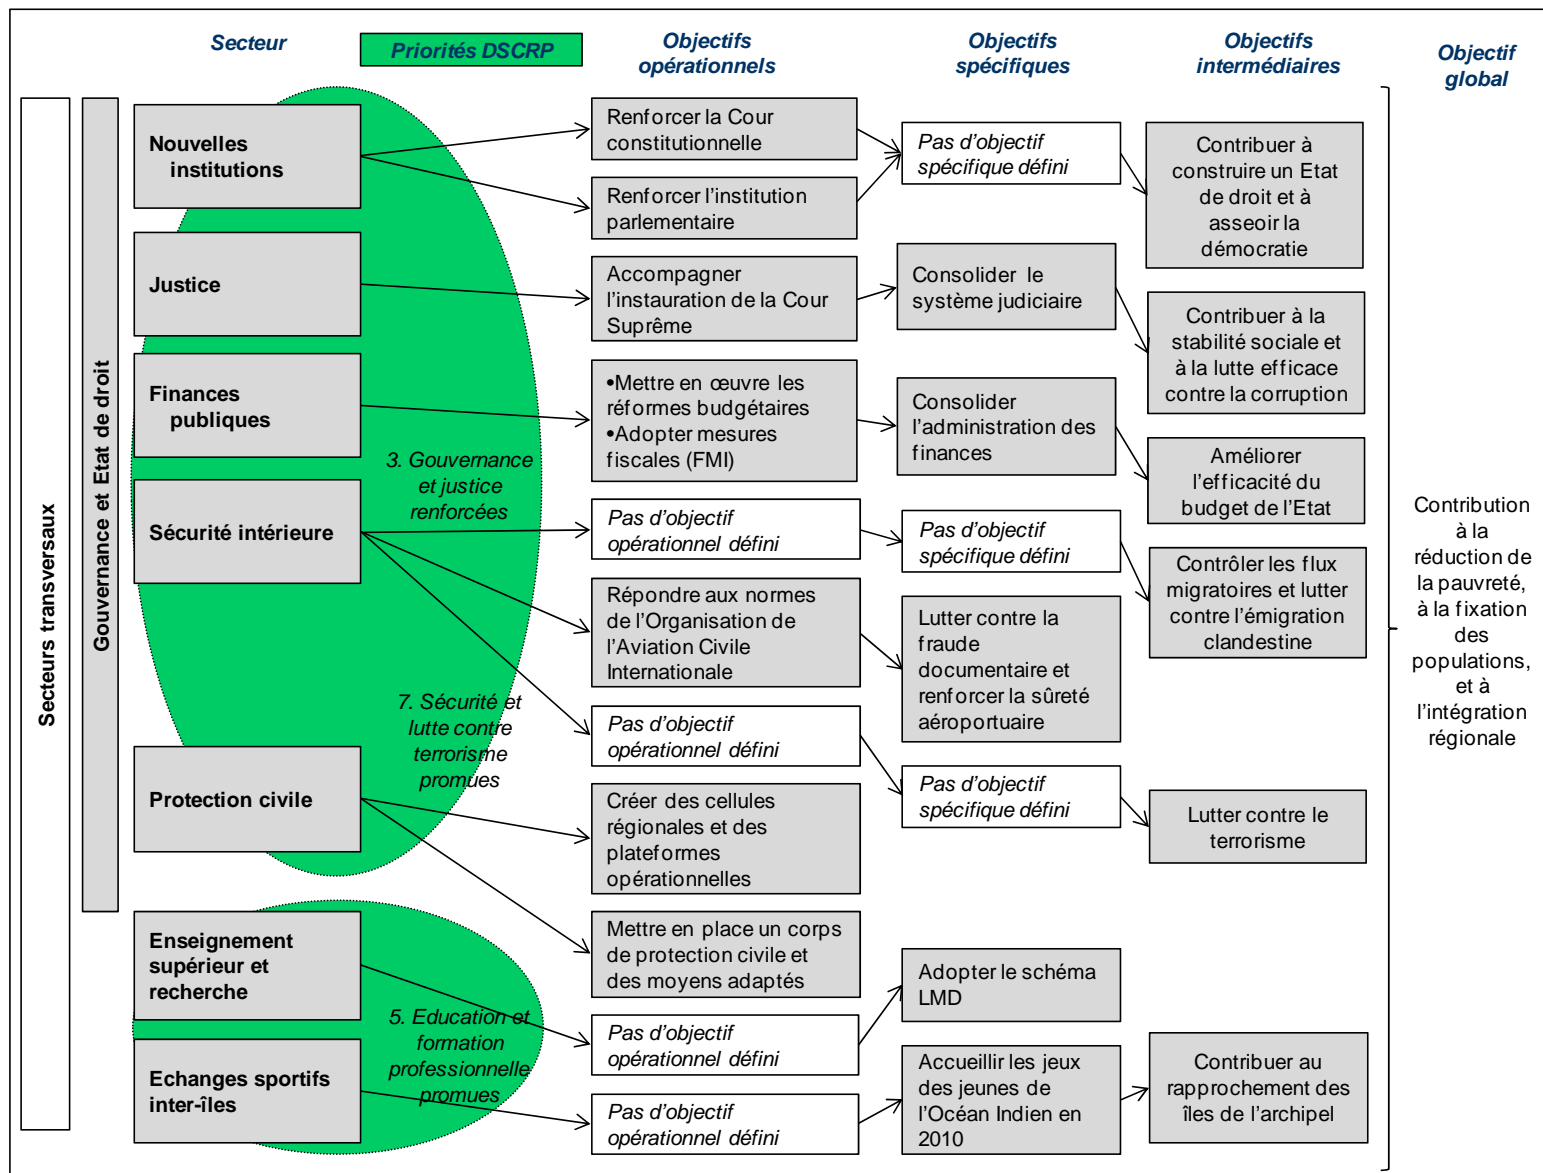 Secteur
Priorités DSCRP
Objectifs
opérationnels
Objectifs
spécifiques
Objectifs
intermédiaires
Objectif
global
Secteurs transversaux
Gouvernance et Etat de droit
Nouvelles
institutions
Justice
Finances
publiques
Sécurité intérieure
Protection civile
Enseignement
supérieur et
recherche
Echanges sportifs
inter-îles
3. Gouvernance
et justice
renforcées
7. Sécurité et
lutte contre
terrorisme
promues
5. Education et
formation
professionnelle
promues
Renforcer la Cour
constitutionnelle
Renforcer l’institution
parlementaire
Accompagner
l’instauration de la Cour
Suprême
•Mettre en œuvre les
réformes budgétaires
•Adopter mesures
fiscales (FMI)
Pas d’objectif
opérationnel défini
Répondre aux normes
de l’Organisation de
l’Aviation Civile
Internationale
Pas d’objectif
opérationnel défini
Créer des cellules
régionales et des
plateformes
opérationnelles
Mettre en place un corps
de protection civile et
des moyens adaptés
Pas d’objectif
opérationnel défini
Pas d’objectif
opérationnel défini
Pas d’objectif
spécifique défini
Consolider le
système judiciaire
Consolider
l’administration des
finances
Pas d’objectif
spécifique défini
Lutter contre la
fraude
documentaire et
renforcer la sûreté
aéroportuaire
Pas d’objectif
spécifique défini
Adopter le schéma
LMD
Accueillir les jeux
des jeunes de
l’Océan Indien en
2010
Contribuer à
construire un Etat
de droit et à
asseoir la
démocratie
Contribuer à la
stabilité sociale et
à la lutte efficace
contre la corruption
Améliorer
l’efficacité du
budget de l’Etat
Contrôler les flux
migratoires et lutter
contre l’émigration
clandestine
Lutter contre le
terrorisme
Contribuer au
rapprochement des
îles de l’archipel
Contribution
à la
réduction de
la pauvreté,
à la fixation
des
populations,
et à
l’intégration
régionale